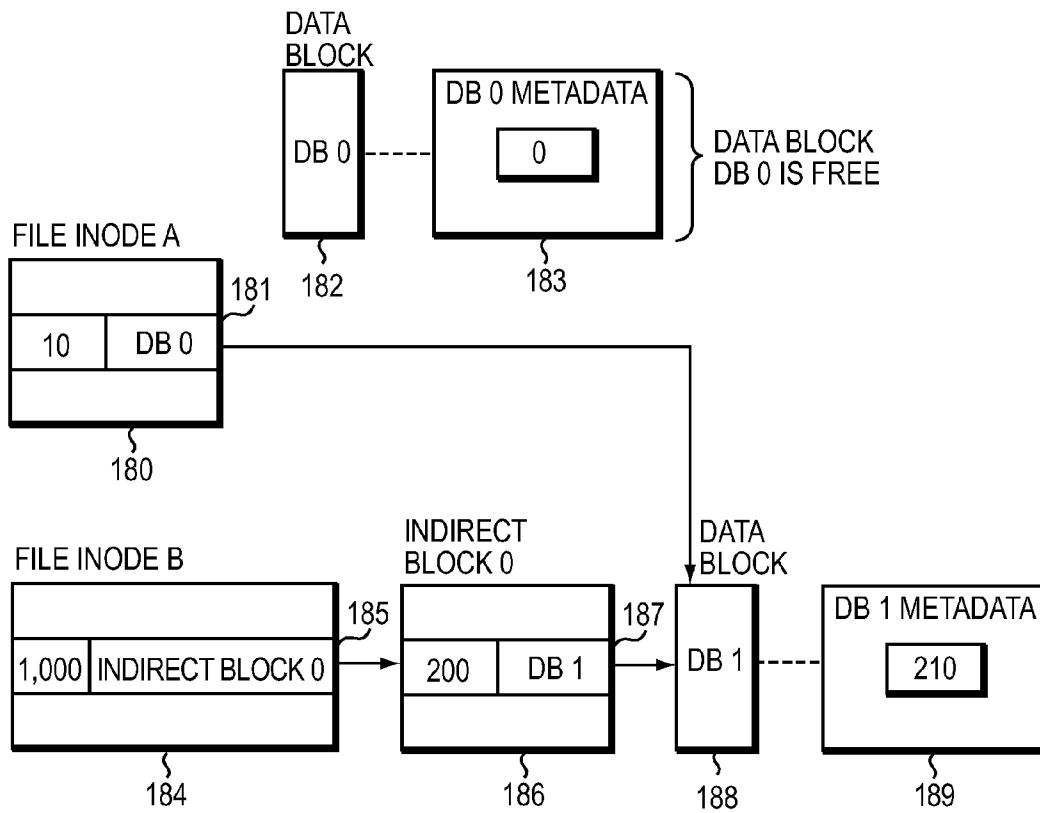 DATA
BLOCK
DB 0
DB 0 METADATA
0
DATA BLOCK
DB 0 IS FREE
182
183
FILE INODE A
181
10
DB 0
180
FILE INODE B
185
1,000
INDIRECT BLOCK 0
184
INDIRECT
BLOCK 0
187
200
DB 1
186
DATA
BLOCK
DB 1
188
DB 1 METADATA
210
189